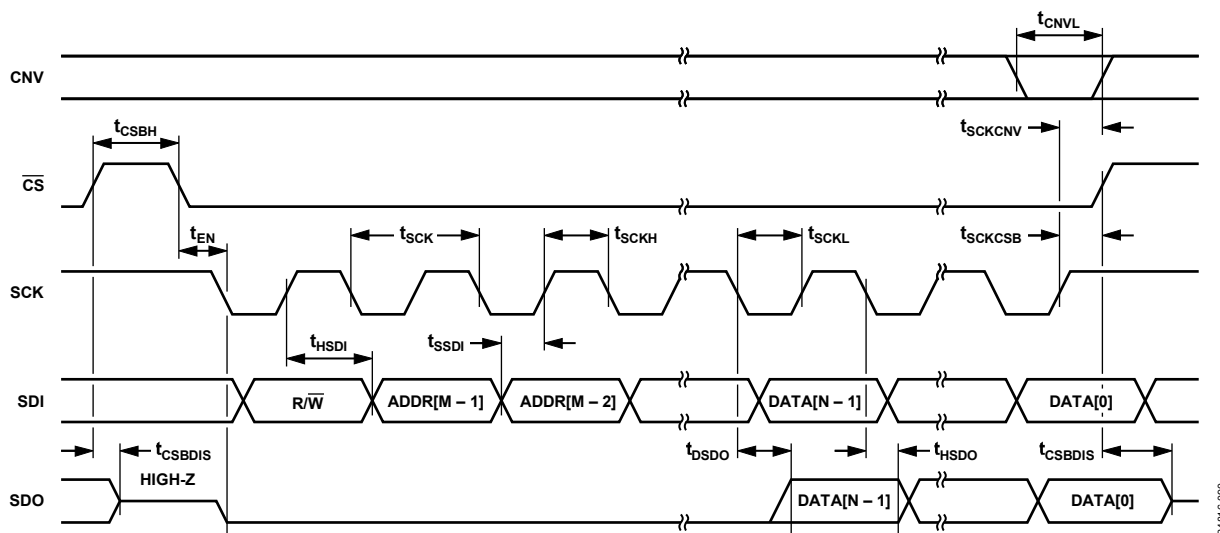 tCNVL
CNV
tCSBH
tSCKCNV
CS
tEN
tSCK
tSCKH
tSCKL
tSCKCSB
SCK
tHSDI
tSSDI
SDI
R/W
ADDR[M – 1]
ADDR[M – 2]
DATA[N – 1]
DATA[0]
tCSBDIS
tDSDO
tHSDO
tCSBDIS
HIGH-Z
SDO
DATA[N – 1]
DATA[0]